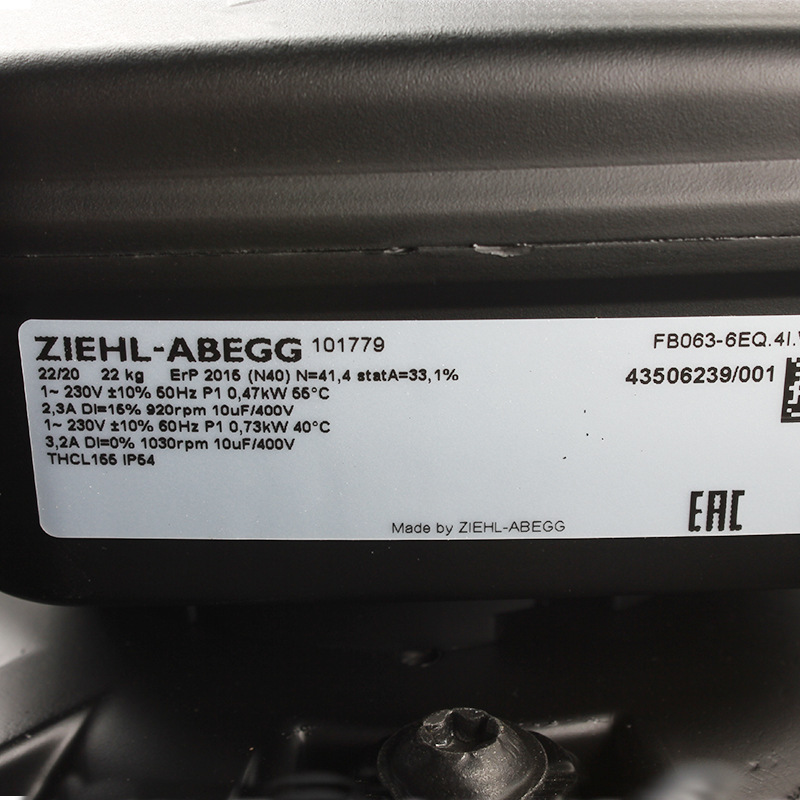 ZIEHL-ABEGG 101779 FB063-6EQ.4I.V
22/20 22 kg ErP 2015 (N40) N=41,4 statA=33,1% 43506239/001
1~ 230V ±10% 50Hz P1 0,47kW 55°C
2,3A DI=15% 920rpm 10uF/400V
1~ 230V ±10% 60Hz P1 0,73kW 40°C
3,2A DI=0% 1030rpm 10uF/400V
THCL155 IP54
EAC
Made by ZIEHL-ABEGG